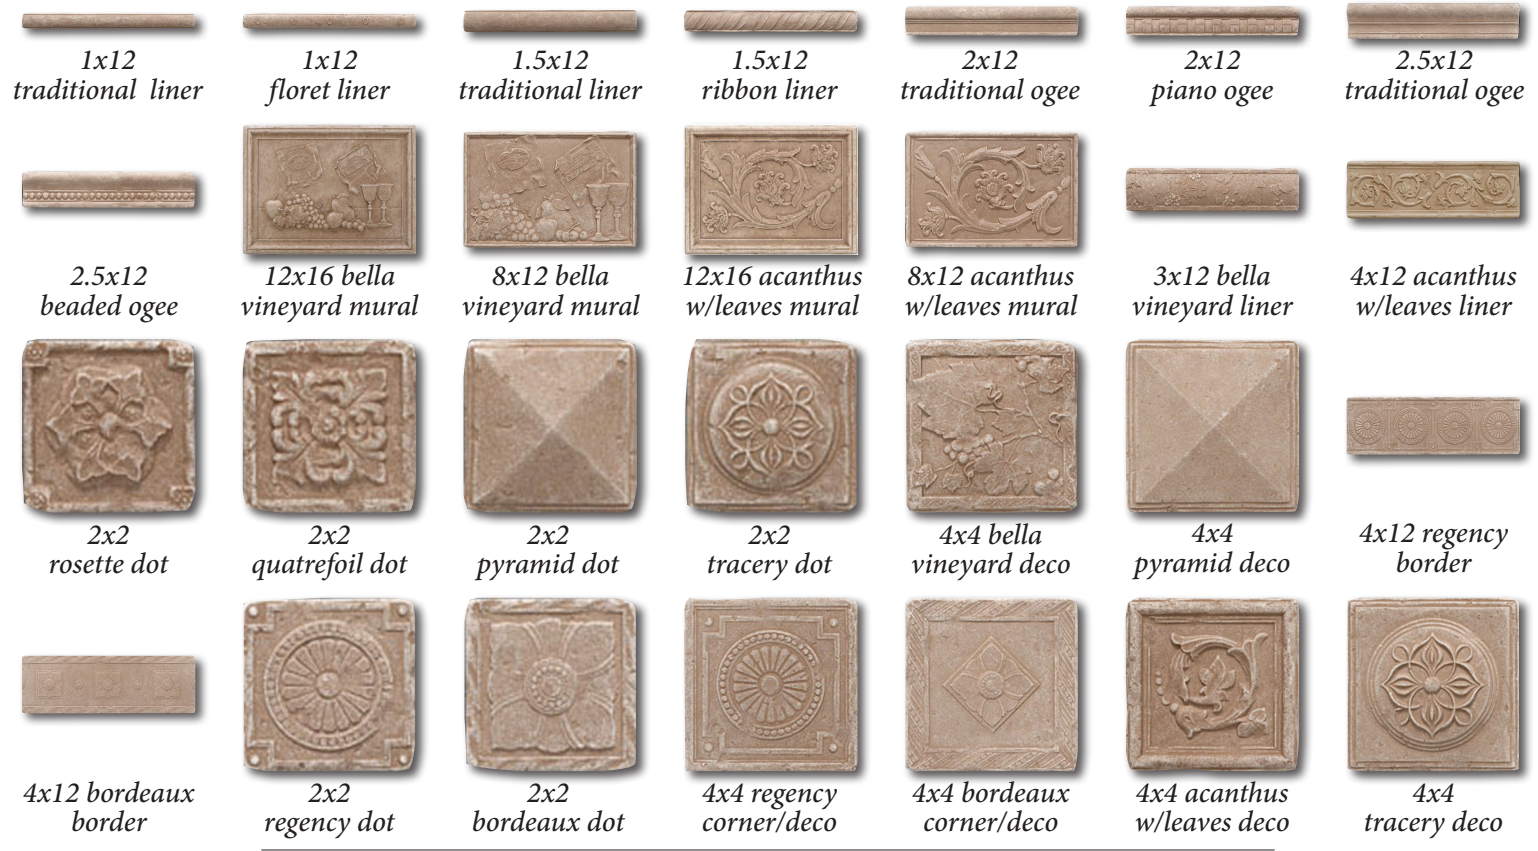 1x12
traditional liner
1x12
floret liner
1.5x12
traditional liner
1.5x12
ribbon liner
2x12
traditional ogee
2x12
piano ogee
2.5x12
traditional ogee
2.5x12
beaded ogee
12x16 bella
vineyard mural
8x12 bella
vineyard mural
12x16 acanthus
w/leaves mural
8x12 acanthus
w/leaves mural
3x12 bella
vineyard liner
4x12 acanthus
w/leaves liner
2x2
rosette dot
2x2
quatrefoil dot
2x2
pyramid dot
2x2
tracery dot
4x4 bella
vineyard deco
4x4
pyramid deco
4x12 regency
border
4x12 bordeaux
border
2x2
regency dot
2x2
bordeaux dot
4x4 regency
corner/deco
4x4 bordeaux
corner/deco
4x4 acanthus
w/leaves deco
4x4
tracery deco